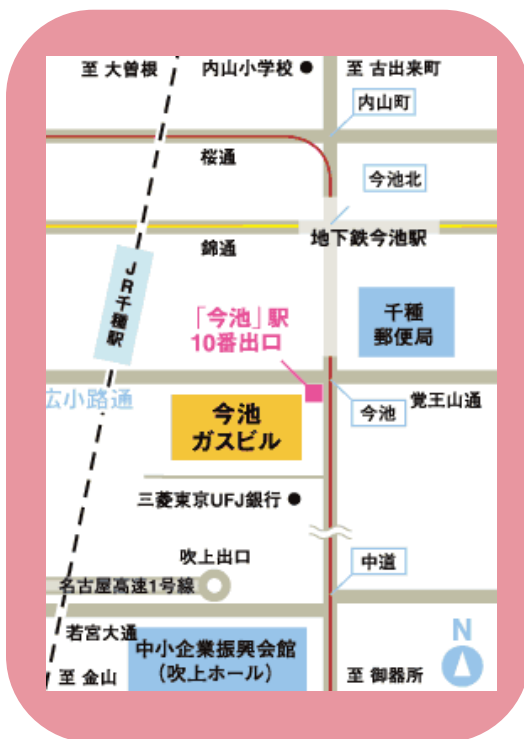 至 大曽根
内山小学校
至 古出来町
内山町
桜通
今池北
地下鉄今池駅
錦通
JR千種駅
「今池」駅
10番出口
千種
郵便局
広小路通
今池
ガスビル
今池
覚王山通
三菱東京UFJ銀行
吹上出口
中道
名古屋高速1号線
若宮大通
中小企業振興会館
(吹上ホール)
至 金山
至 御器所
N